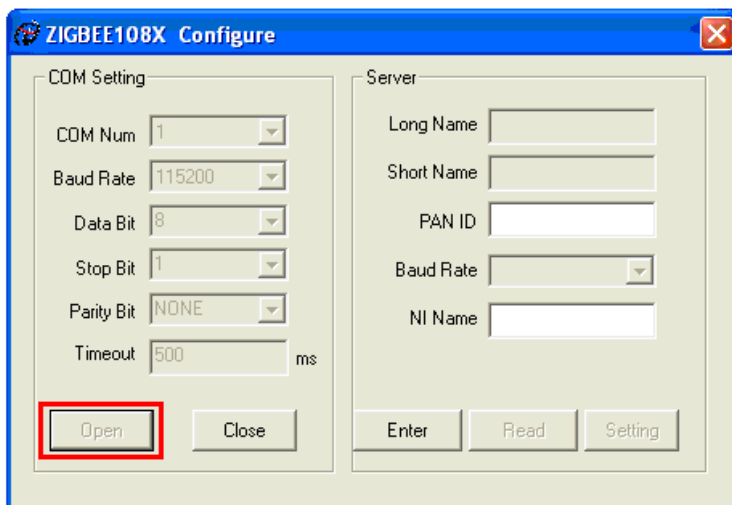 ZIGBEE108X Configure
COM Setting
COM Num 1
Baud Rate 115200
Data Bit 8
Stop Bit 1
Parity Bit NONE
Timeout 500 ms
Open Close
Server
Long Name
Short Name
PAN ID
Baud Rate
NI Name
Enter Read Setting